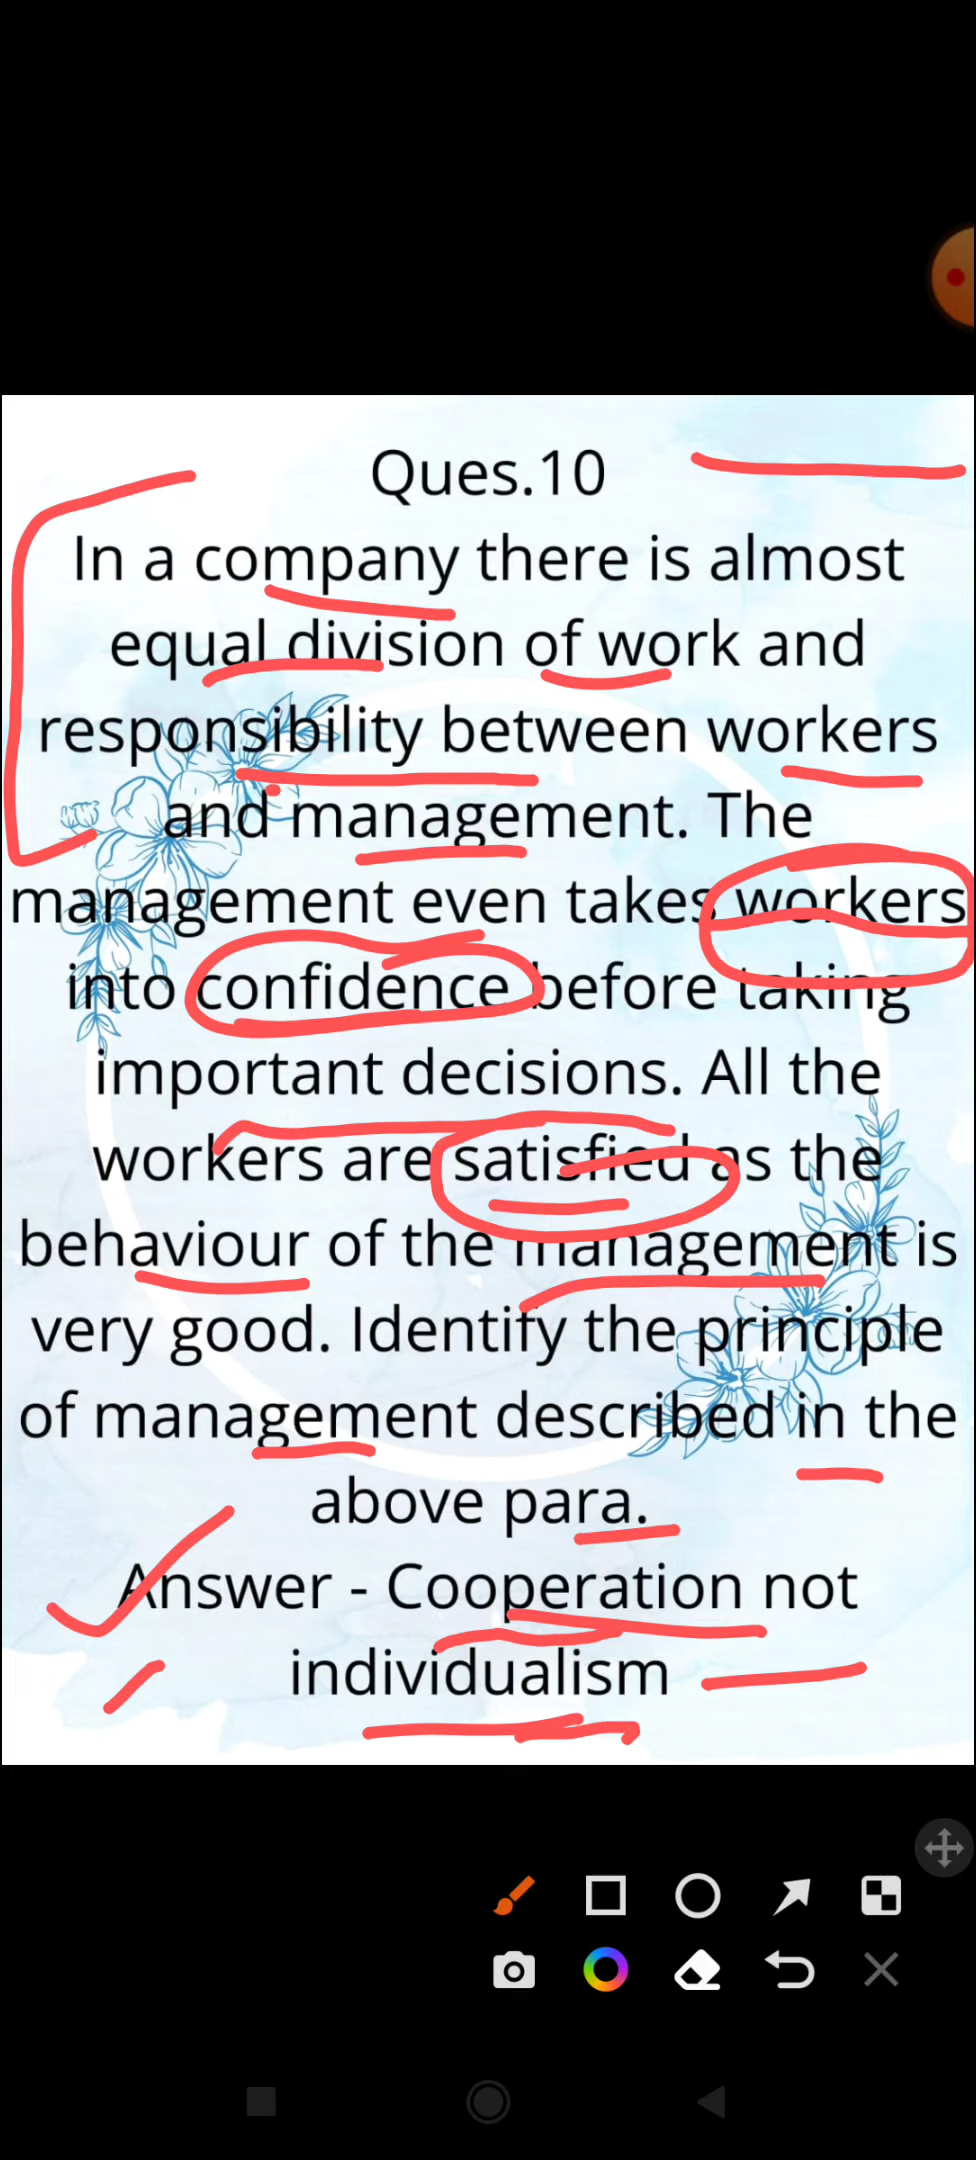 Ques.10
In a company there is almost
equal division of work and
responsibility between workers
and management. The
management even takes workers
into confidence before taking
important decisions. All the
workers are satisfied as the
behaviour of the management is
very good. Identify the principle
of management described in the
above para.
Answer - Cooperation not
individualism